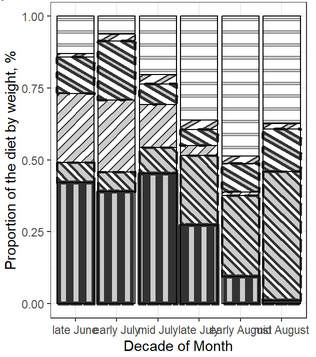 1.00
0.75
0.50
0.25
0.00
Proportion of the diet by weight, %
late June early July mid July late July early August mid August
Decade of Month